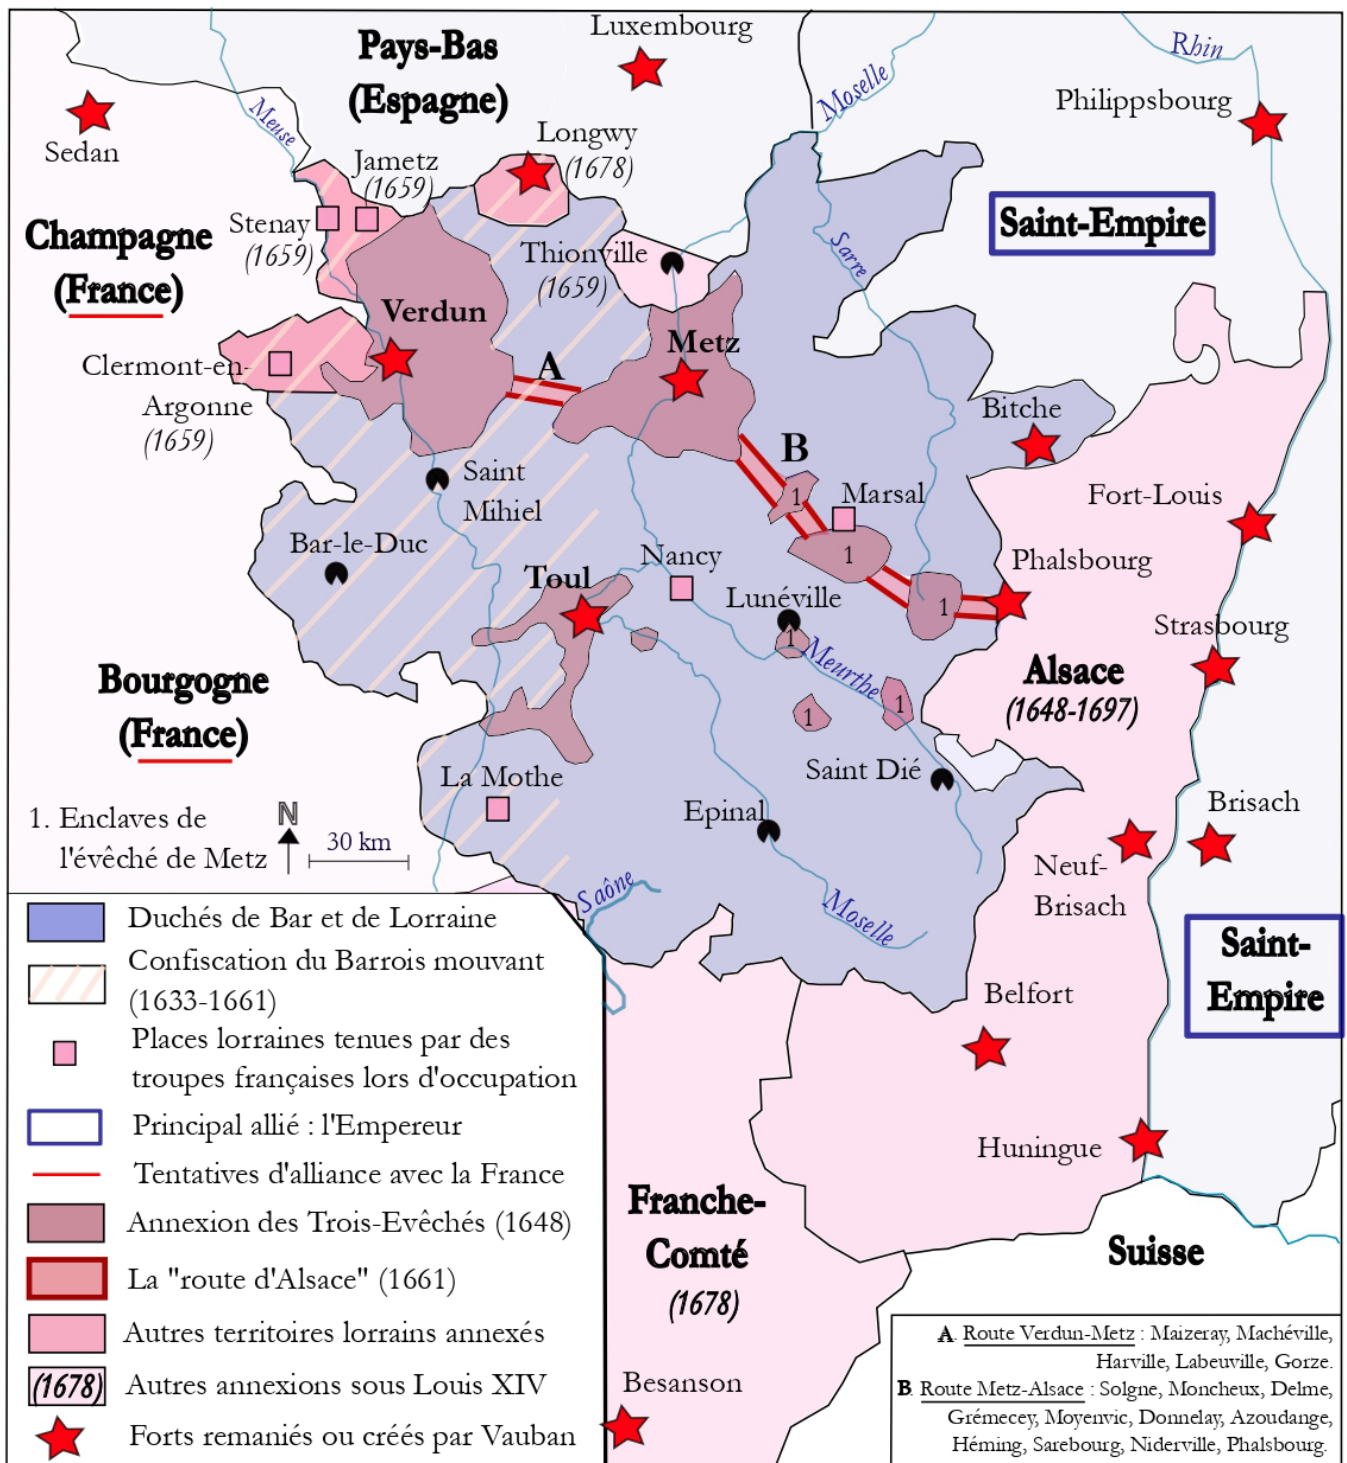 Luxembourg
Pays-Bas
(Espagne)
Rhin
Moselle
Philippsbourg
Meuse
Sedan
Longwy
(1678)
Jametz
(1659)
Stenay
(1659)
Saint-Empire
Champagne
(France)
Thionville
(1659)
Sarre
Verdun
Metz
Clermont-en-
Argonne
(1659)
A
Bitche
B
Saint
Mihiel
1
Marsal
Fort-Louis
Bar-le-Duc
Nancy
1
Phalsbourg
Toul
Lunéville
1
Strasbourg
1
Meurthe
Alsace
(1648-1697)
Bourgogne
(France)
1
1
La Mothe
Saint Dié
Epinal
Brisach
1. Enclaves de
l'évêché de Metz
N
30 km
Neuf-
Brisach
Saône
Moselle
Saint-
Empire
Belfort
Huningue
Franche-
Comté
(1678)
Suisse
Besanson
Duchés de Bar et de Lorraine
Confiscation du Barrois mouvant
(1633-1661)
Places lorraines tenues par des
troupes françaises lors d'occupation
Principal allié : l'Empereur
Tentatives d'alliance avec la France
Annexion des Trois-Evêchés (1648)
La "route d'Alsace" (1661)
Autres territoires lorrains annexés
(1678) Autres annexions sous Louis XIV
Forts remaniés ou créés par Vauban
A. Route Verdun-Metz : Maizeray, Machéville,
Harville, Labeuville, Gorze.
B. Route Metz-Alsace : Solgne, Moncheux, Delme,
Grémecey, Moyenvic, Donnelay, Azoudange,
Héming, Sarebourg, Niderville, Phalsbourg.